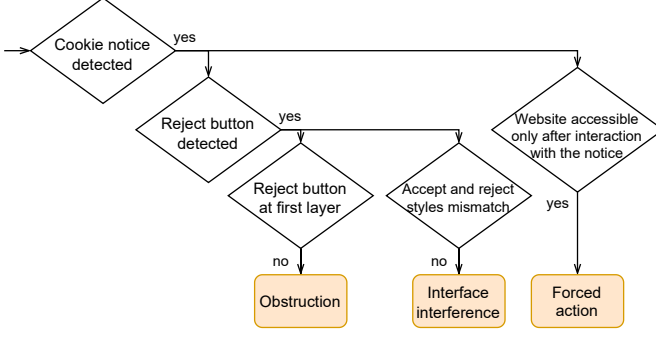 Cookie notice
detected
yes
Reject button
detected
yes
Website accessible
only after interaction
with the notice
Reject button
at first layer
Accept and reject
styles mismatch
yes
no
no
Obstruction
Interface
interference
Forced
action